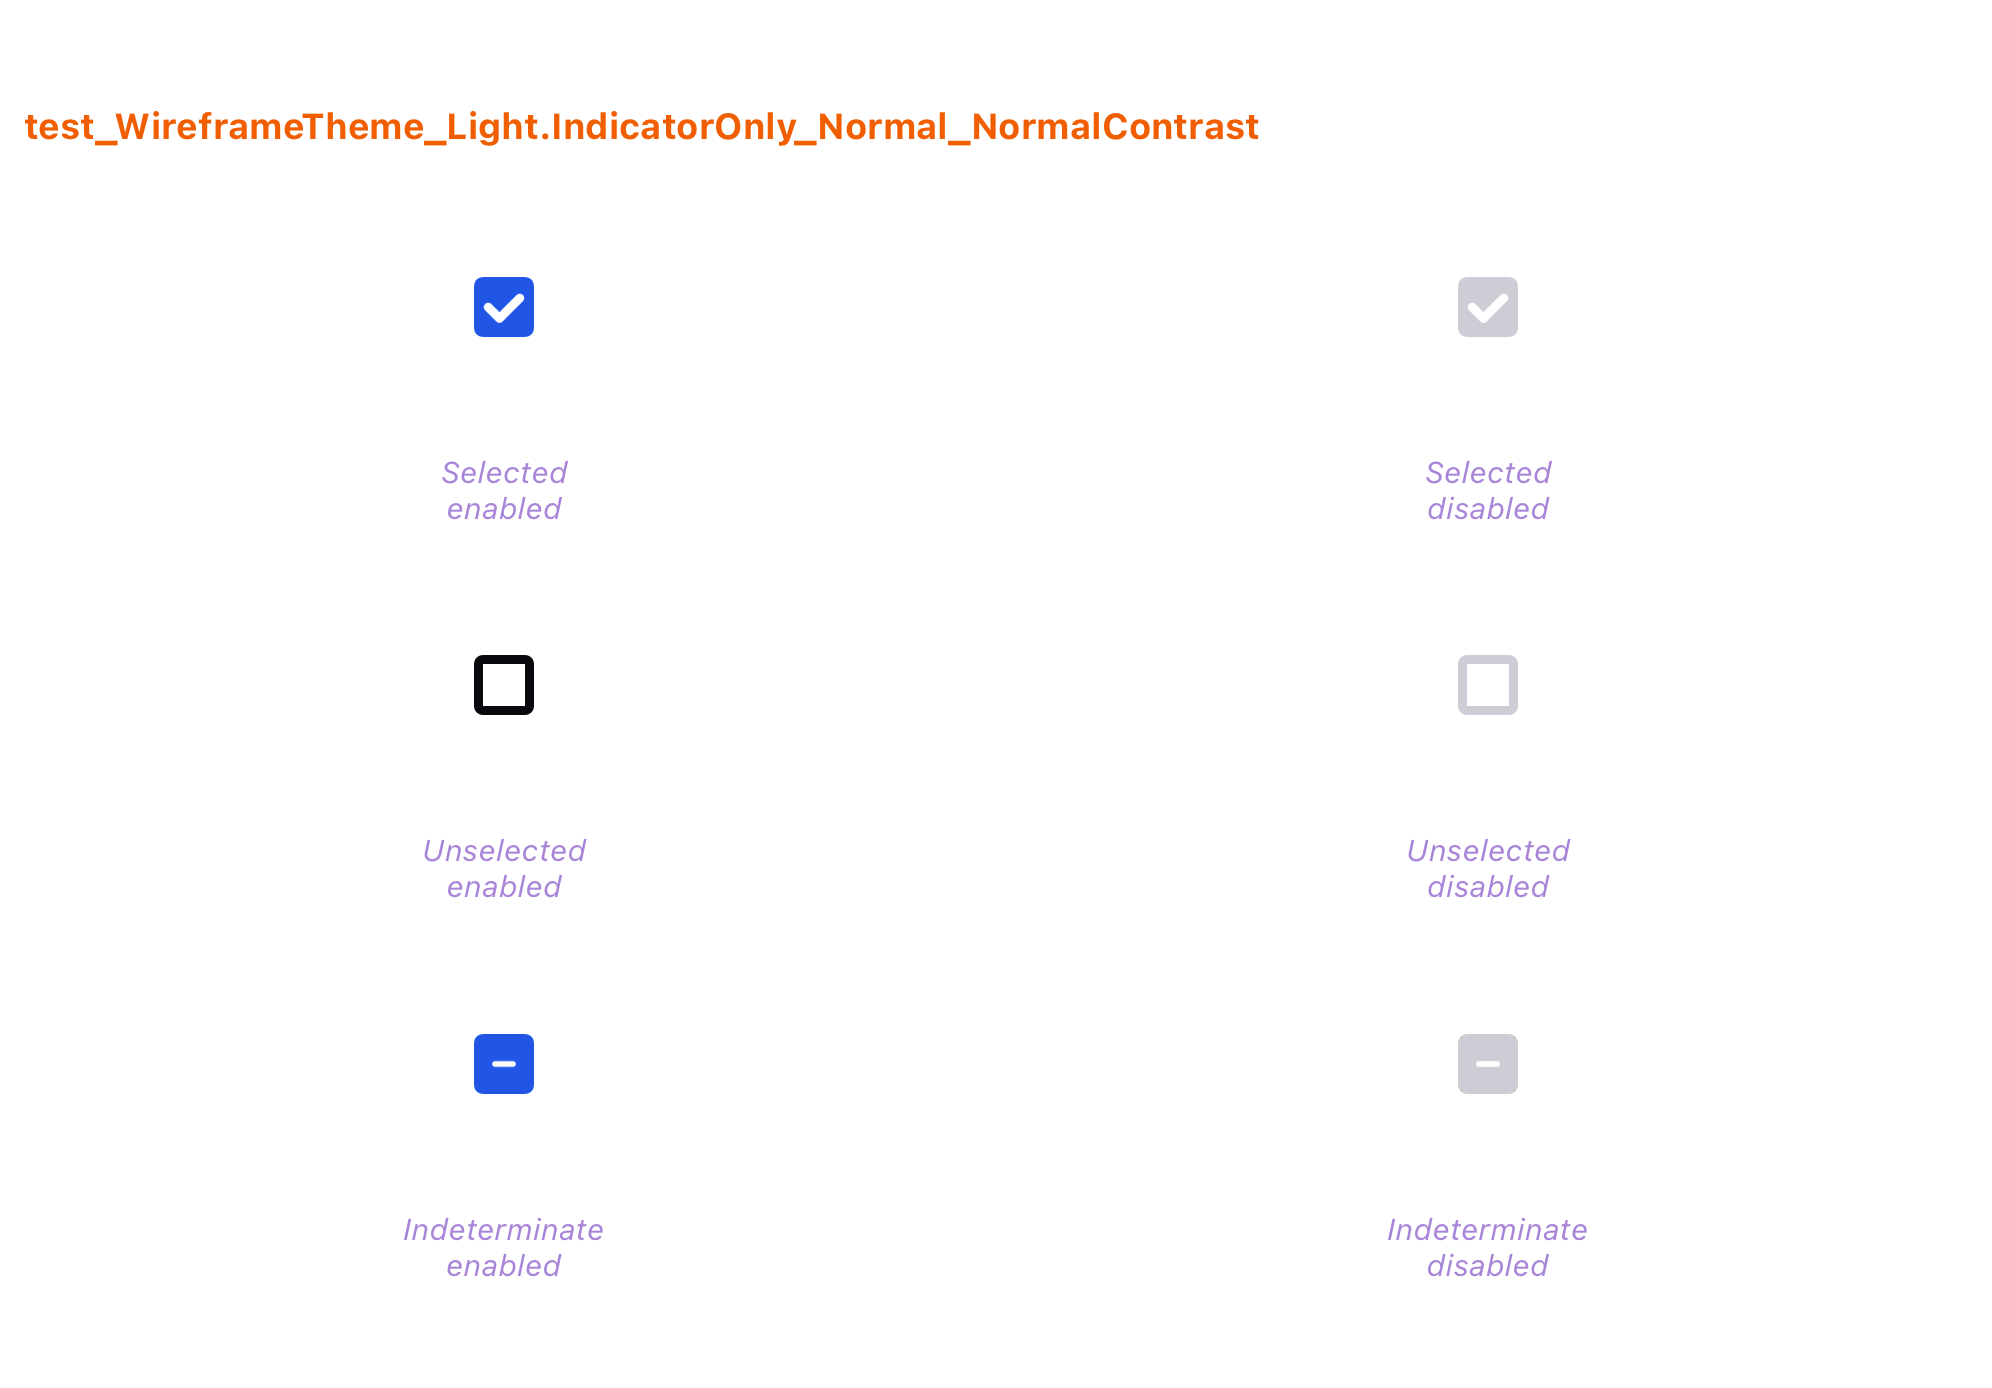 test_WireframeTheme_Light.IndicatorOnly_Normal_NormalContrast
Selected
enabled
Selected
disabled
Unselected
enabled
Unselected
disabled
Indeterminate
enabled
Indeterminate
disabled